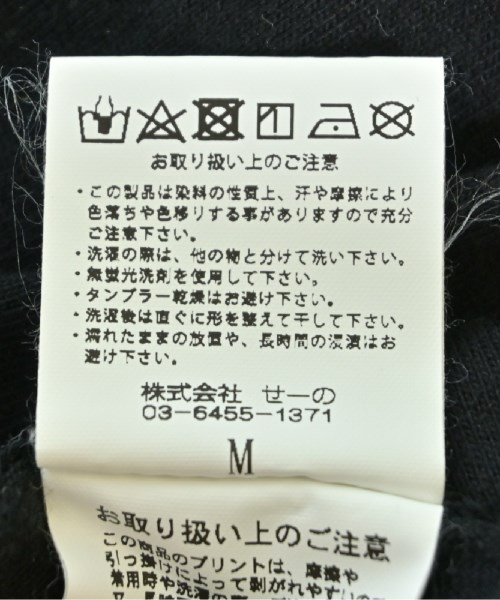 お取り扱い上のご注意
・この製品は染料の性質上、汗や摩擦により
色落ちや色移りする事がありますので充分
ご注意下さい。
・洗濯の際は、他の物と分けて洗い下さい。
・無蛍光洗剤を使用して下さい。
・タンブラー乾燥はお避け下さい。
・洗濯後は直ぐに形を整えて干して下さい。
・濡れたままの放置や、長時間の浸漬はお
避け下さい。
株式会社 せーの
03-6455-1371
M
お取り扱い上のご注意
この商品のプリントは、摩擦や
引っ掛けによって剥がれやすいの
着用時や洗濯の